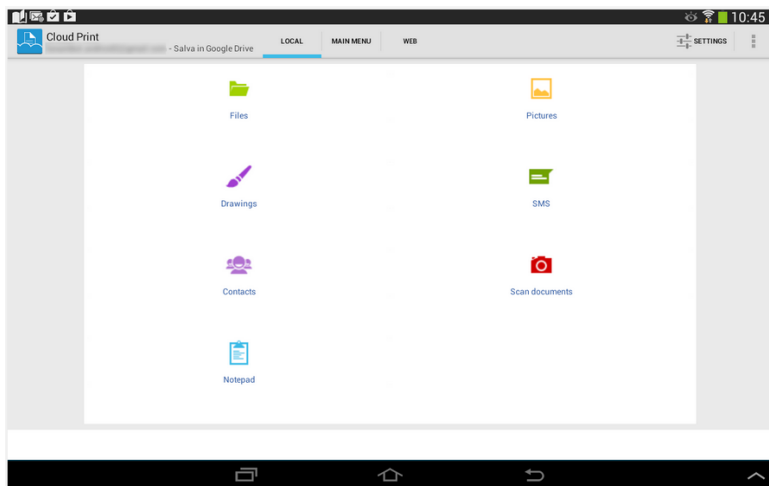 10:45
Cloud Print
- Salva in Google Drive
LOCAL
MAIN MENU
WEB
SETTINGS
Files
Pictures
Drawings
SMS
Contacts
Scan documents
Notepad